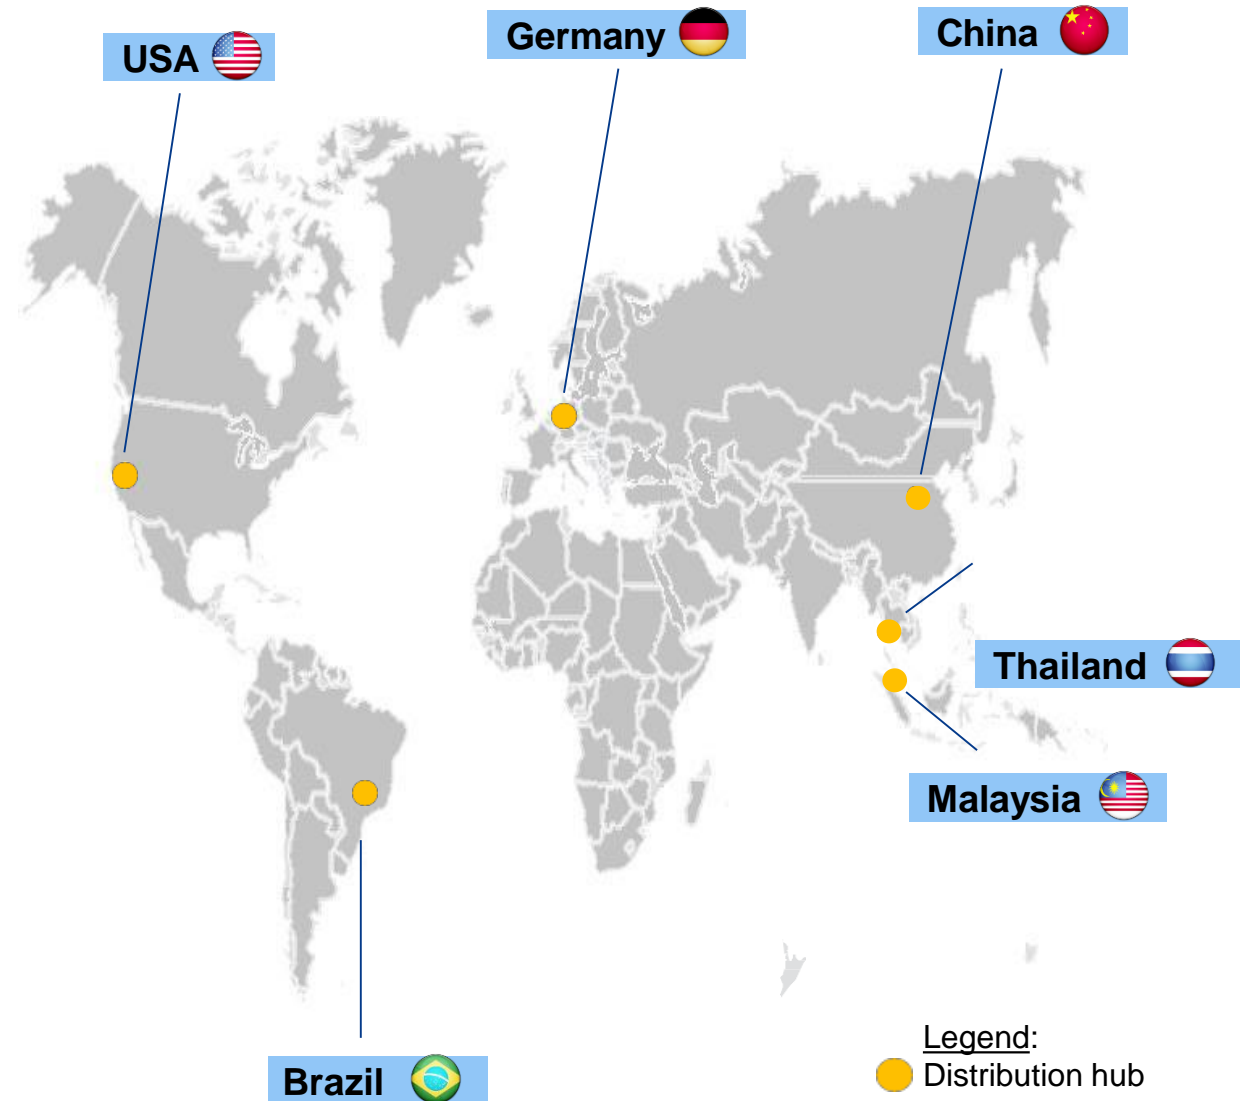 USA
Germany
China
Thailand
Malaysia
Brazil
Legend:
Distribution hub